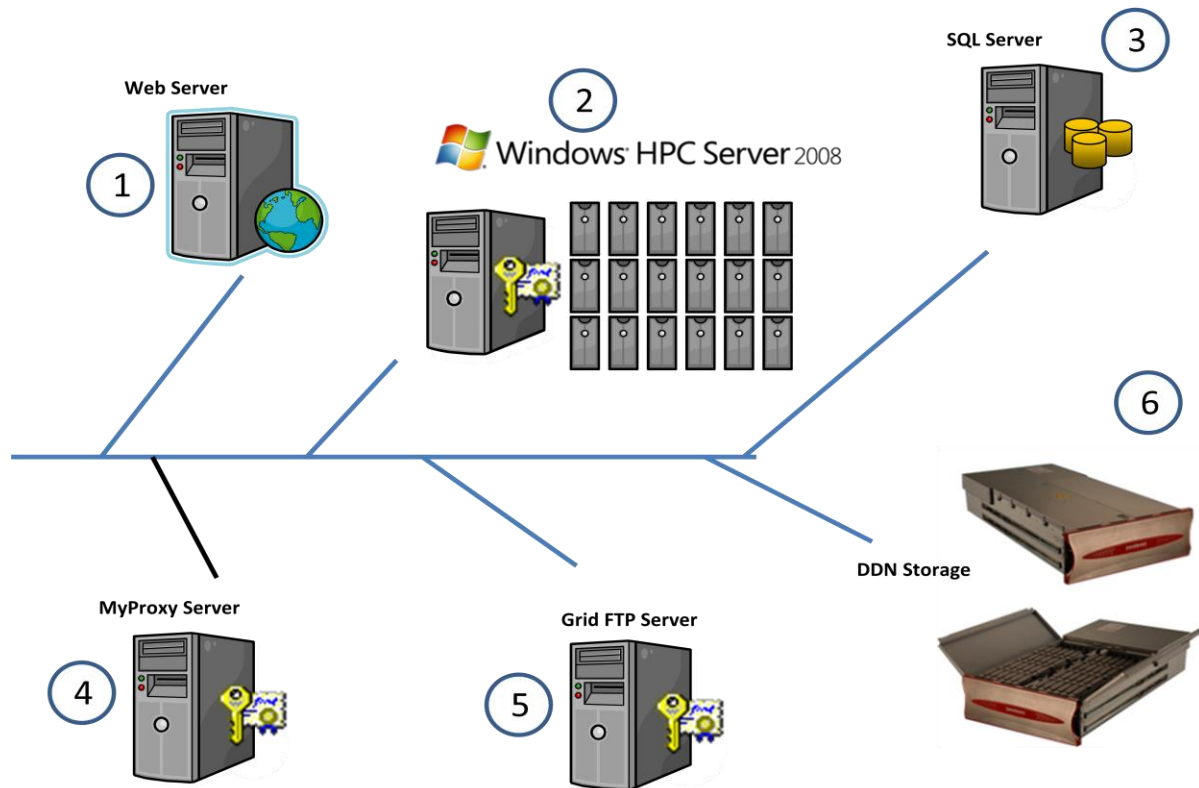 SQL Server
3
Web Server
2
1
Windows HPC Server 2008
6
DDN Storage
MyProxy Server
Grid FTP Server
4
5